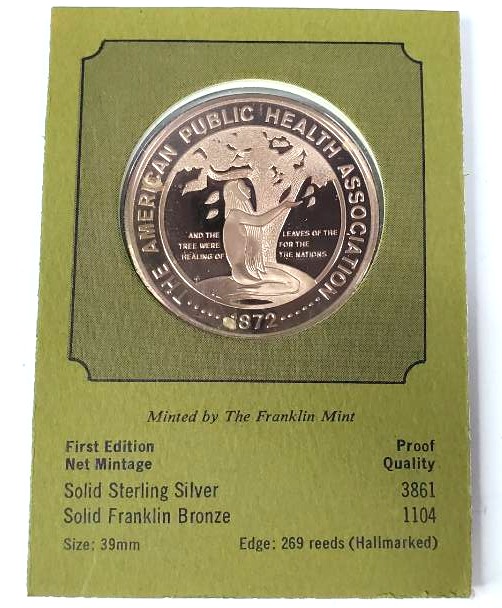 THE AMERICAN PUBLIC HEALTH ASSOCIATION
AND THE LEAVES OF THE
TREE WERE FOR THE
HEALING OF THE NATIONS
1872
Minted by The Franklin Mint
First Edition Proof
Net Mintage Quality
Solid Sterling Silver 3861
Solid Franklin Bronze 1104
Size: 39mm Edge: 269 reeds (Hallmarked)